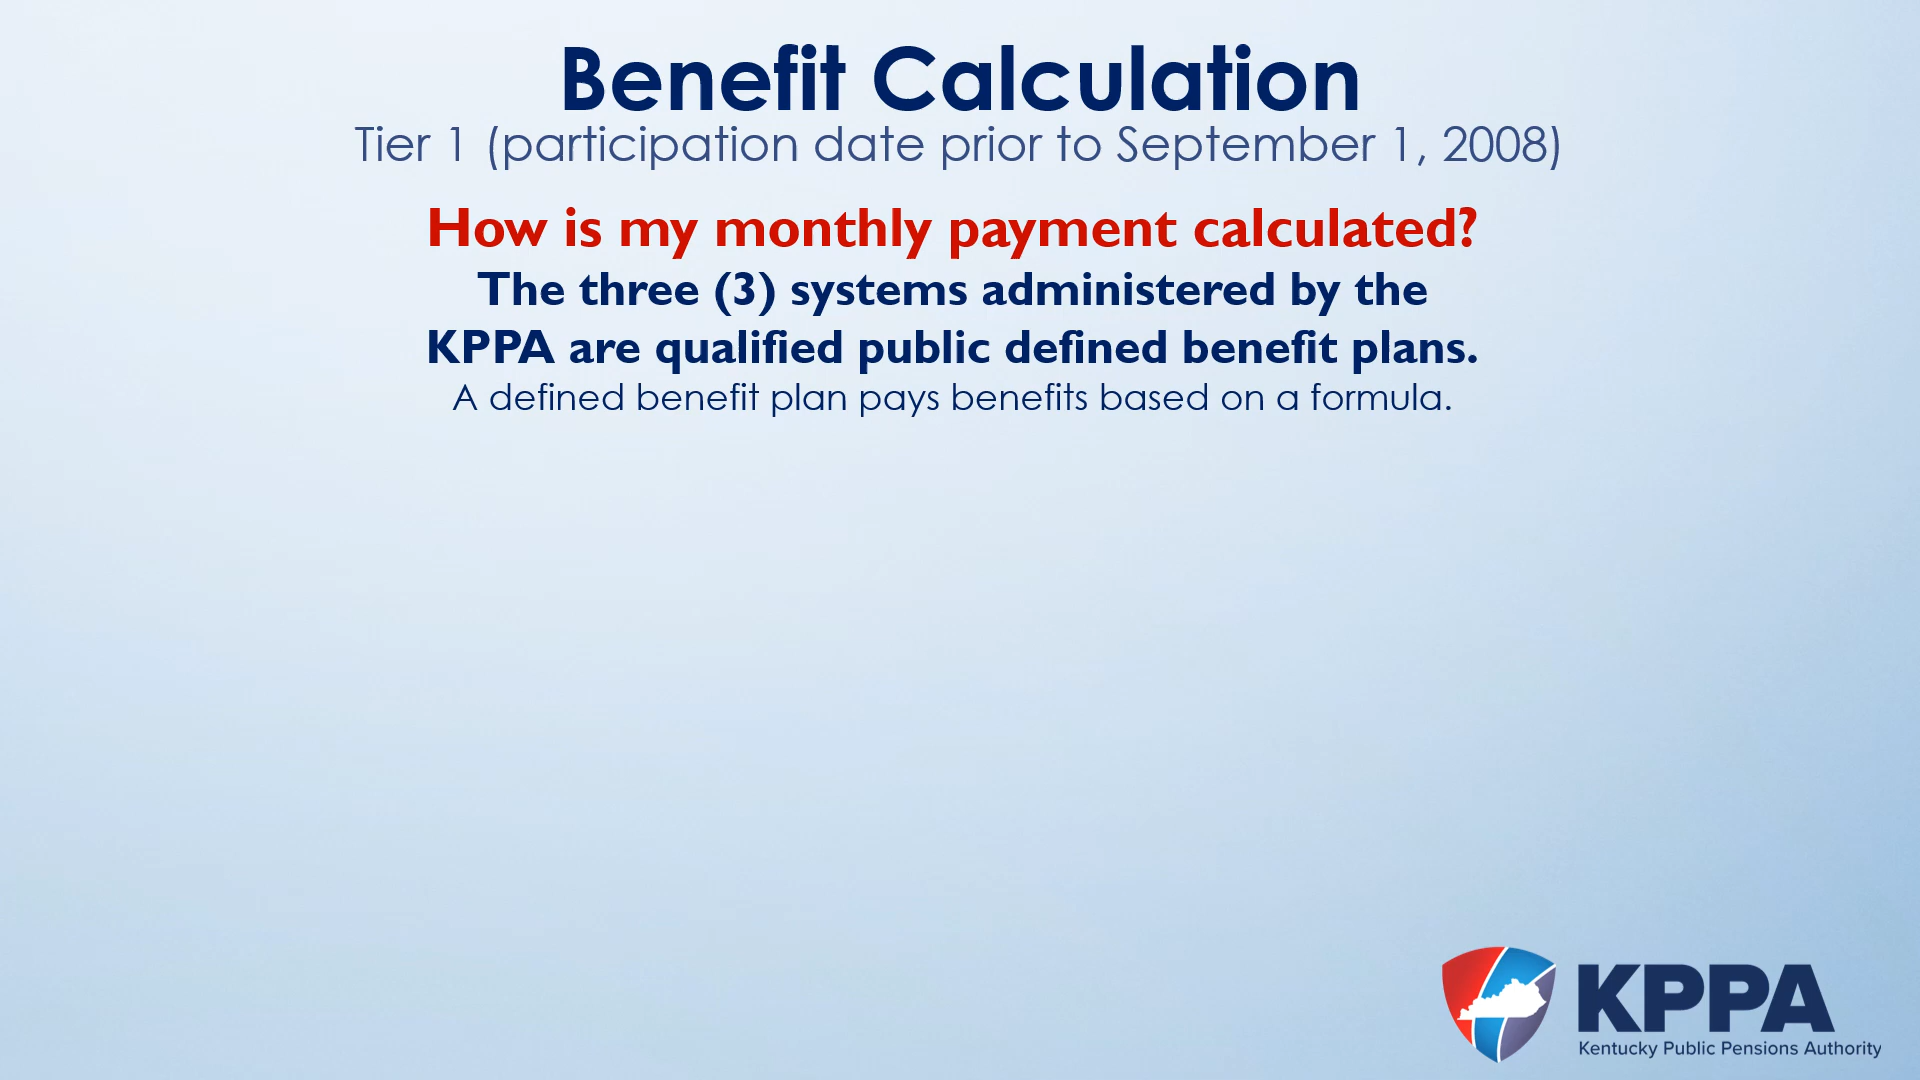 Benefit Calculation
Tier 1 (participation date prior to September 1, 2008)
How is my monthly payment calculated?
The three (3) systems administered by the
KPPA are qualified public defined benefit plans.
A defined benefit plan pays benefits based on a formula.
KPPA
Kentucky Public Pensions Authority